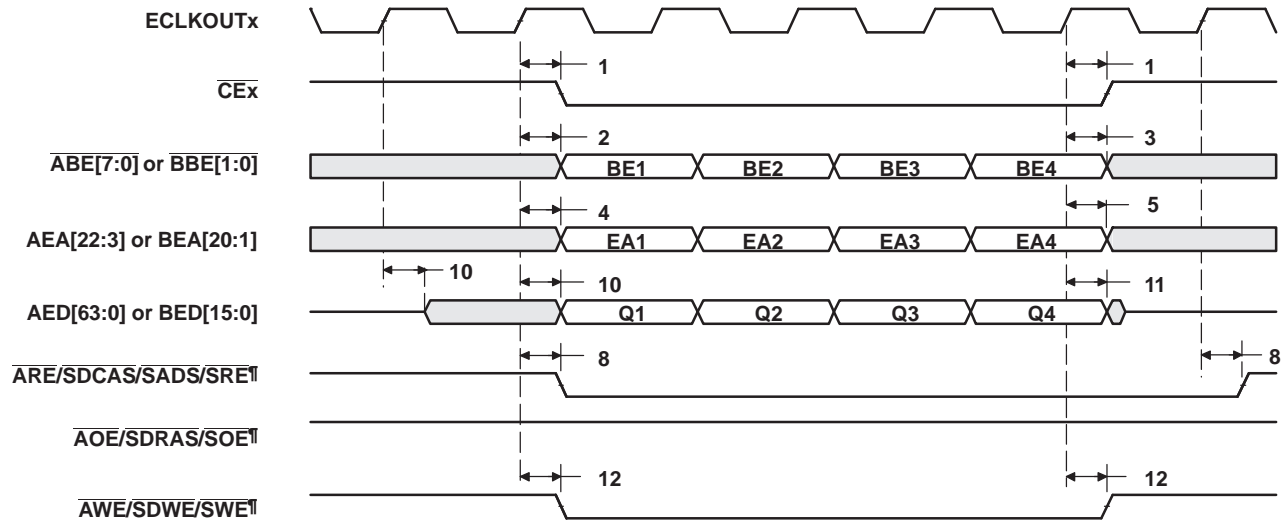 ECLKOUTx
1 1
CEx
2 3
ABE[7:0] or BBE[1:0]
BE1 BE2 BE3 BE4
4 5
AEA[22:3] or BEA[20:1]
EA1 EA2 EA3 EA4
10 10 11
AED[63:0] or BED[15:0]
Q1 Q2 Q3 Q4
8 8
ARE/SDCAS/SADS/SRE¶
AOE/SDRAS/SOE¶
12 12
AWE/SDWE/SWE¶